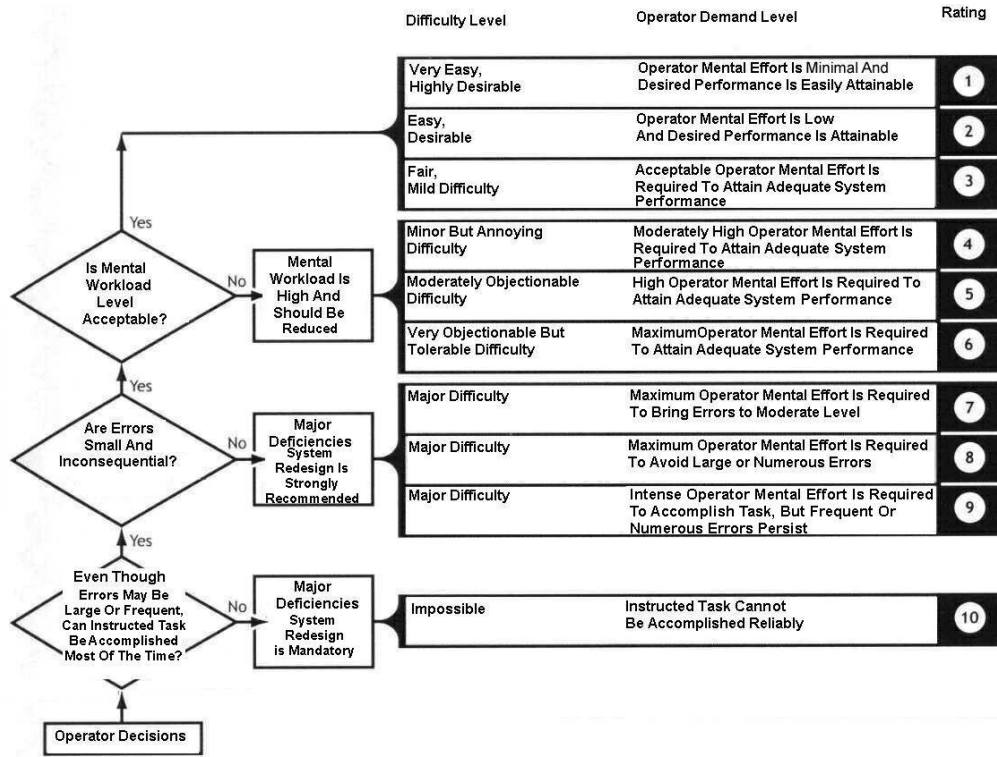 Difficulty Level
Operator Demand Level
Rating
Very Easy,
Highly Desirable
Operator Mental Effort Is Minimal And
Desired Performance Is Easily Attainable
1
Easy,
Desirable
Operator Mental Effort Is Low
And Desired Performance Is Attainable
2
Fair,
Mild Difficulty
Acceptable Operator Mental Effort Is
Required To Attain Adequate System
Performance
3
Yes
Is Mental
Workload
Level
Acceptable?
No
Mental
Workload Is
High And
Should Be
Reduced
Minor But Annoying
Difficulty
Moderately High Operator Mental Effort Is
Required To Attain Adequate System
Performance
4
Moderately Objectionable
Difficulty
High Operator Mental Effort Is Required To
Attain Adequate System Performance
5
Very Objectionable But
Tolerable Difficulty
MaximumOperator Mental Effort Is Required
To Attain Adequate System Performance
6
Yes
Are Errors
Small And
Inconsequential?
No
Major
Deficiencies
System
Redesign Is
Strongly
Recommended
Major Difficulty
Maximum Operator Mental Effort Is Required
To Bring Errors to Moderate Level
7
Major Difficulty
Maximum Operator Mental Effort Is Required
To Avoid Large or Numerous Errors
8
Major Difficulty
Intense Operator Mental Effort Is Required
To Accomplish Task, But Frequent Or
Numerous Errors Persist
9
Yes
Even Though
Errors May Be
Large Or Frequent,
Can Instructed Task
Be Accomplished
Most Of The Time?
No
Major
Deficiencies
System
Redesign
is Mandatory
Impossible
Instructed Task Cannot
Be Accomplished Reliably
10
Operator Decisions